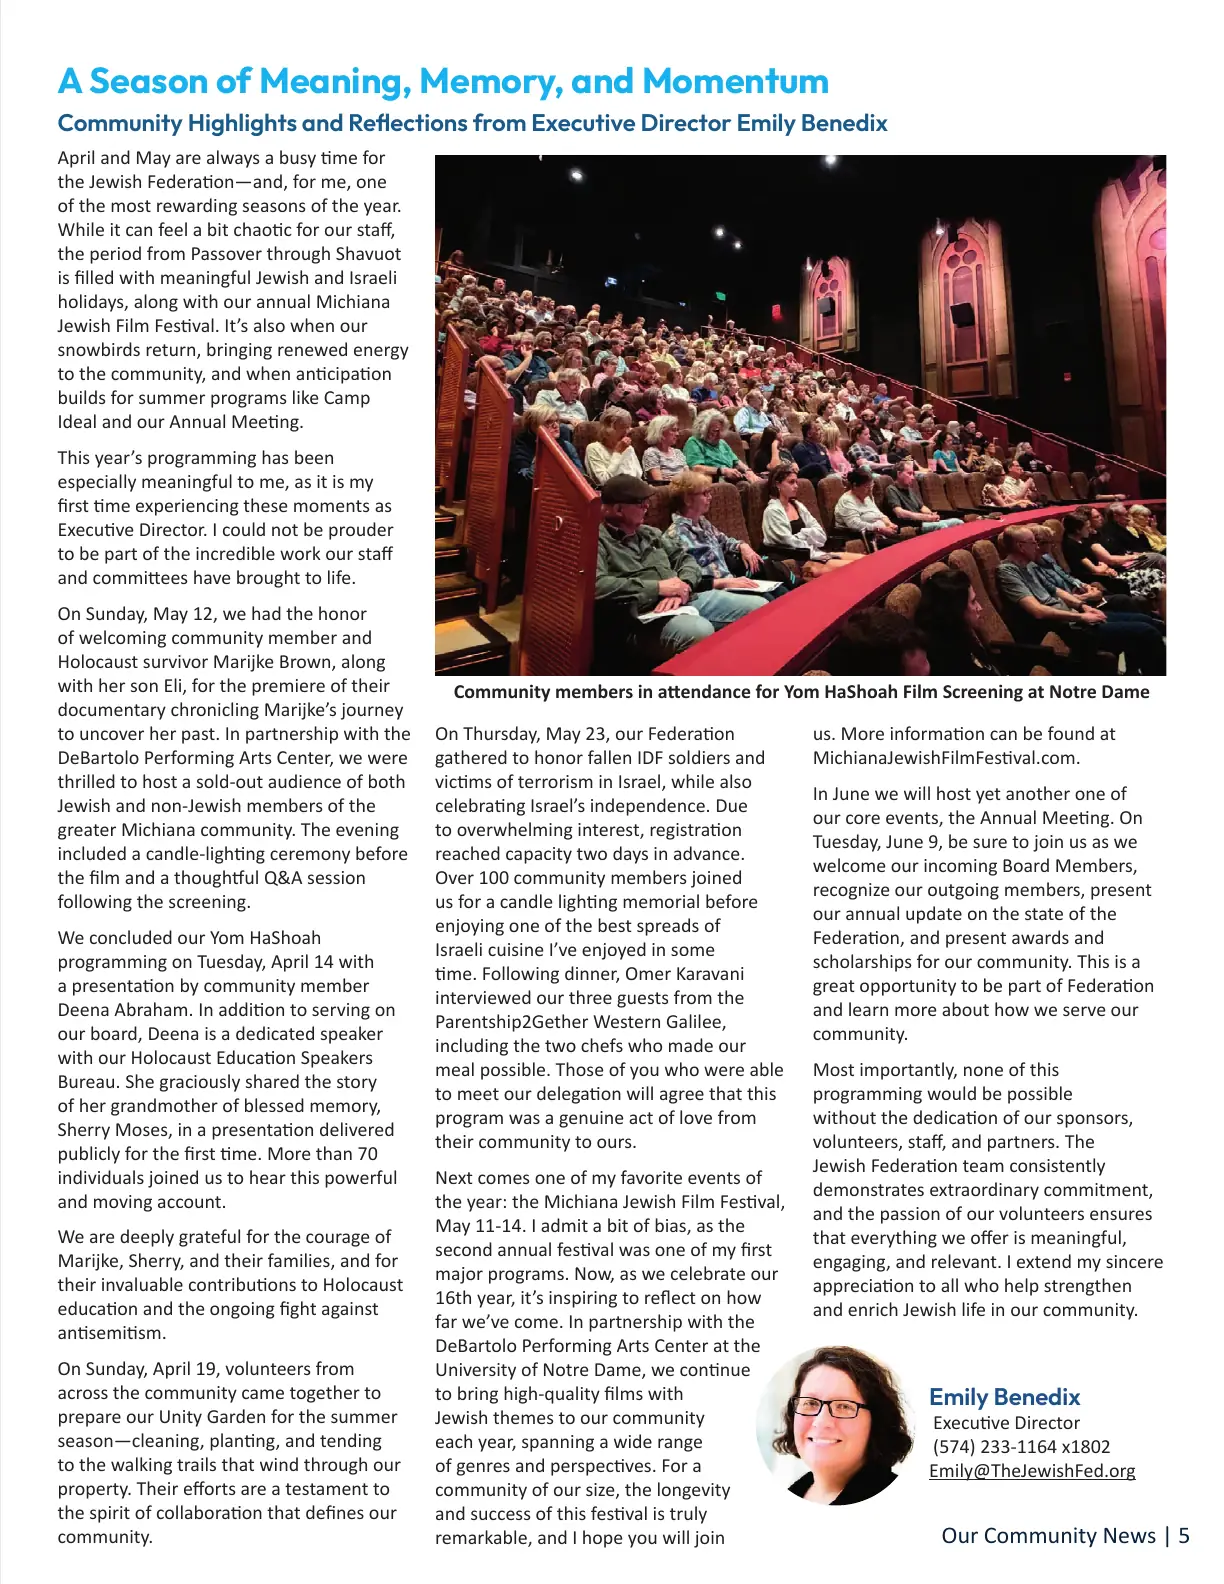 A Season of Meaning, Memory, and Momentum
Community Highlights and Reflections from Executive Director Emily Benedix
April and May are always a busy time for
the Jewish Federation—and, for me, one
of the most rewarding seasons of the year.
While it can feel a bit chaotic for our staff,
the period from Passover through Shavuot
is filled with meaningful Jewish and Israeli
holidays, along with our annual Michiana
Jewish Film Festival. It’s also when our
snowbirds return, bringing renewed energy
to the community, and when anticipation
builds for summer programs like Camp
Ideal and our Annual Meeting.
This year’s programming has been
especially meaningful to me, as it is my
first time experiencing these moments as
Executive Director. I could not be prouder
to be part of the incredible work our staff
and committees have brought to life.
On Sunday, May 12, we had the honor
of welcoming community member and
Holocaust survivor Marijke Brown, along
with her son Eli, for the premiere of their
documentary chronicling Marijke’s journey
to uncover her past. In partnership with the
DeBartolo Performing Arts Center, we were
thrilled to host a sold-out audience of both
Jewish and non-Jewish members of the
greater Michiana community. The evening
included a candle-lighting ceremony before
the film and a thoughtful Q&A session
following the screening.
We concluded our Yom HaShoah
programming on Tuesday, April 14 with
a presentation by community member
Deena Abraham. In addition to serving on
our board, Deena is a dedicated speaker
with our Holocaust Education Speakers
Bureau. She graciously shared the story
of her grandmother of blessed memory,
Sherry Moses, in a presentation delivered
publicly for the first time. More than 70
individuals joined us to hear this powerful
and moving account.
We are deeply grateful for the courage of
Marijke, Sherry, and their families, and for
their invaluable contributions to Holocaust
education and the ongoing fight against
antisemitism.
On Sunday, April 19, volunteers from
across the community came together to
prepare our Unity Garden for the summer
season—cleaning, planting, and tending
to the walking trails that wind through our
property. Their efforts are a testament to
the spirit of collaboration that defines our
community.
Community members in attendance for Yom HaShoah Film Screening at Notre Dame
On Thursday, May 23, our Federation
gathered to honor fallen IDF soldiers and
victims of terrorism in Israel, while also
celebrating Israel’s independence. Due
to overwhelming interest, registration
reached capacity two days in advance.
Over 100 community members joined
us for a candle lighting memorial before
enjoying one of the best spreads of
Israeli cuisine I’ve enjoyed in some
time. Following dinner, Omer Karavani
interviewed our three guests from the
Parentship2Gether Western Galilee,
including the two chefs who made our
meal possible. Those of you who were able
to meet our delegation will agree that this
program was a genuine act of love from
their community to ours.
Next comes one of my favorite events of
the year: the Michiana Jewish Film Festival,
May 11-14. I admit a bit of bias, as the
second annual festival was one of my first
major programs. Now, as we celebrate our
16th year, it’s inspiring to reflect on how
far we’ve come. In partnership with the
DeBartolo Performing Arts Center at the
University of Notre Dame, we continue
to bring high-quality films with
Jewish themes to our community
each year, spanning a wide range
of genres and perspectives. For a
community of our size, the longevity
and success of this festival is truly
remarkable, and I hope you will join
us. More information can be found at
MichianaJewishFilmFestival.com.
In June we will host yet another one of
our core events, the Annual Meeting. On
Tuesday, June 9, be sure to join us as we
welcome our incoming Board Members,
recognize our outgoing members, present
our annual update on the state of the
Federation, and present awards and
scholarships for our community. This is a
great opportunity to be part of Federation
and learn more about how we serve our
community.
Most importantly, none of this
programming would be possible
without the dedication of our sponsors,
volunteers, staff, and partners. The
Jewish Federation team consistently
demonstrates extraordinary commitment,
and the passion of our volunteers ensures
that everything we offer is meaningful,
engaging, and relevant. I extend my sincere
appreciation to all who help strengthen
and enrich Jewish life in our community.
Emily Benedix
Executive Director
(574) 233-1164 x1802
Emily@TheJewishFed.org
Our Community News | 5